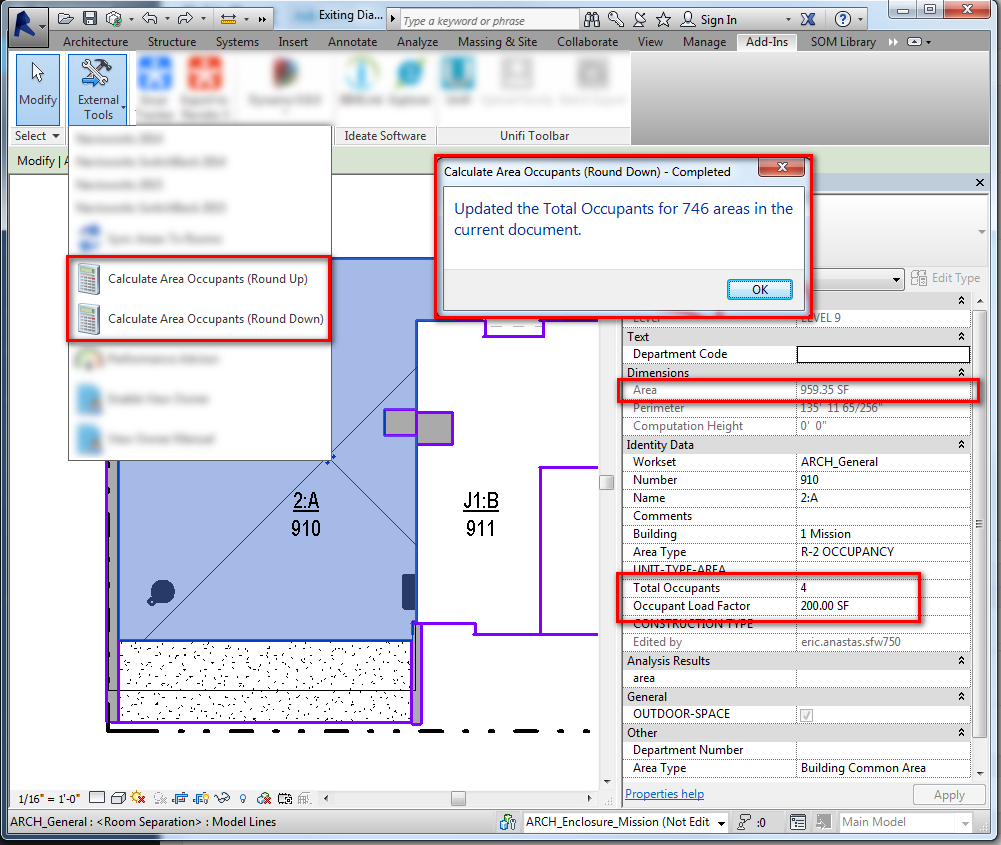 Exiting Dia...
Type a keyword or phrase
Sign In
Architecture Structure Systems Insert Annotate Analyze Massing & Site Collaborate View Manage Add-Ins SOM Library
Modify
External
Tools
Select
Ideate Software
Unifi Toolbar
Modify | A
Calculate Area Occupants (Round Up)
Calculate Area Occupants (Round Down)
Calculate Area Occupants (Round Down) - Completed
Updated the Total Occupants for 746 areas in the
current document.
OK
Edit Type
Level LEVEL 9
Text
Department Code
Dimensions
Area 959.35 SF
Perimeter 135' 11 65/256"
Computation Height 0' 0"
Identity Data
Workset ARCH_General
Number 910
Name 2:A
Comments
Building 1 Mission
Area Type R-2 OCCUPANCY
UNIT-TYPE-AREA
Total Occupants 4
Occupant Load Factor 200.00 SF
CONSTRUCTION TYPE
Edited by eric.anastas.sfw750
Analysis Results
area
General
OUTDOOR-SPACE
Other
Department Number
Area Type Building Common Area
Properties help
Apply
2:A
910
J1:B
911
1/16" = 1'-0"
ARCH_General : <Room Separation> : Model Lines
ARCH_Enclosure_Mission (Not Edit
:0
Main Model